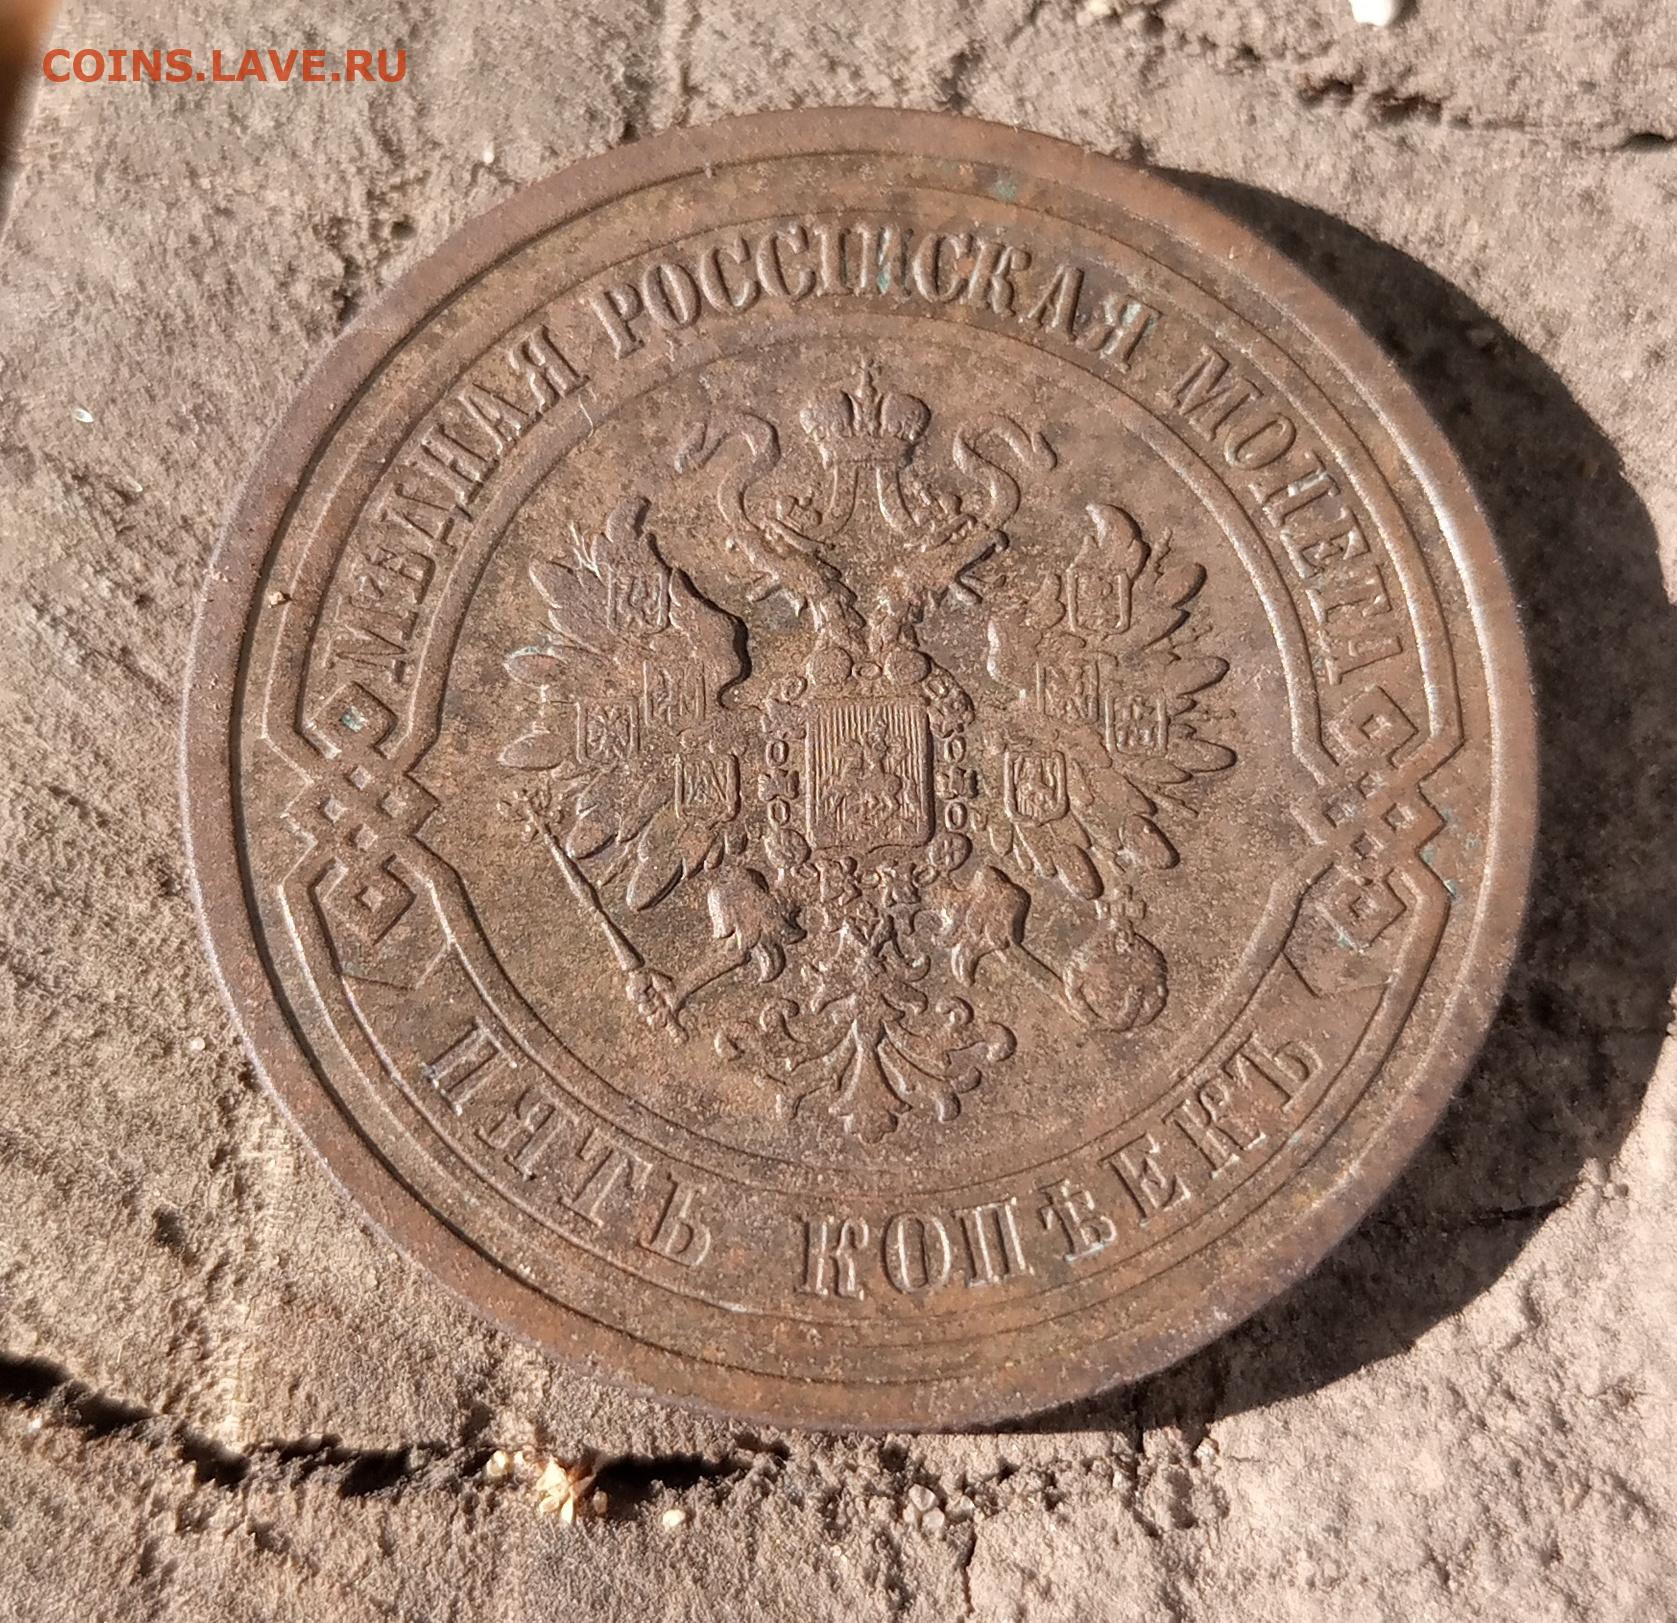 COINS.LAVE.RU
МѢДНАЯ РОССІЙСКАЯ МОНЕТА
ПЯТЬ КОПѢЕКЪ